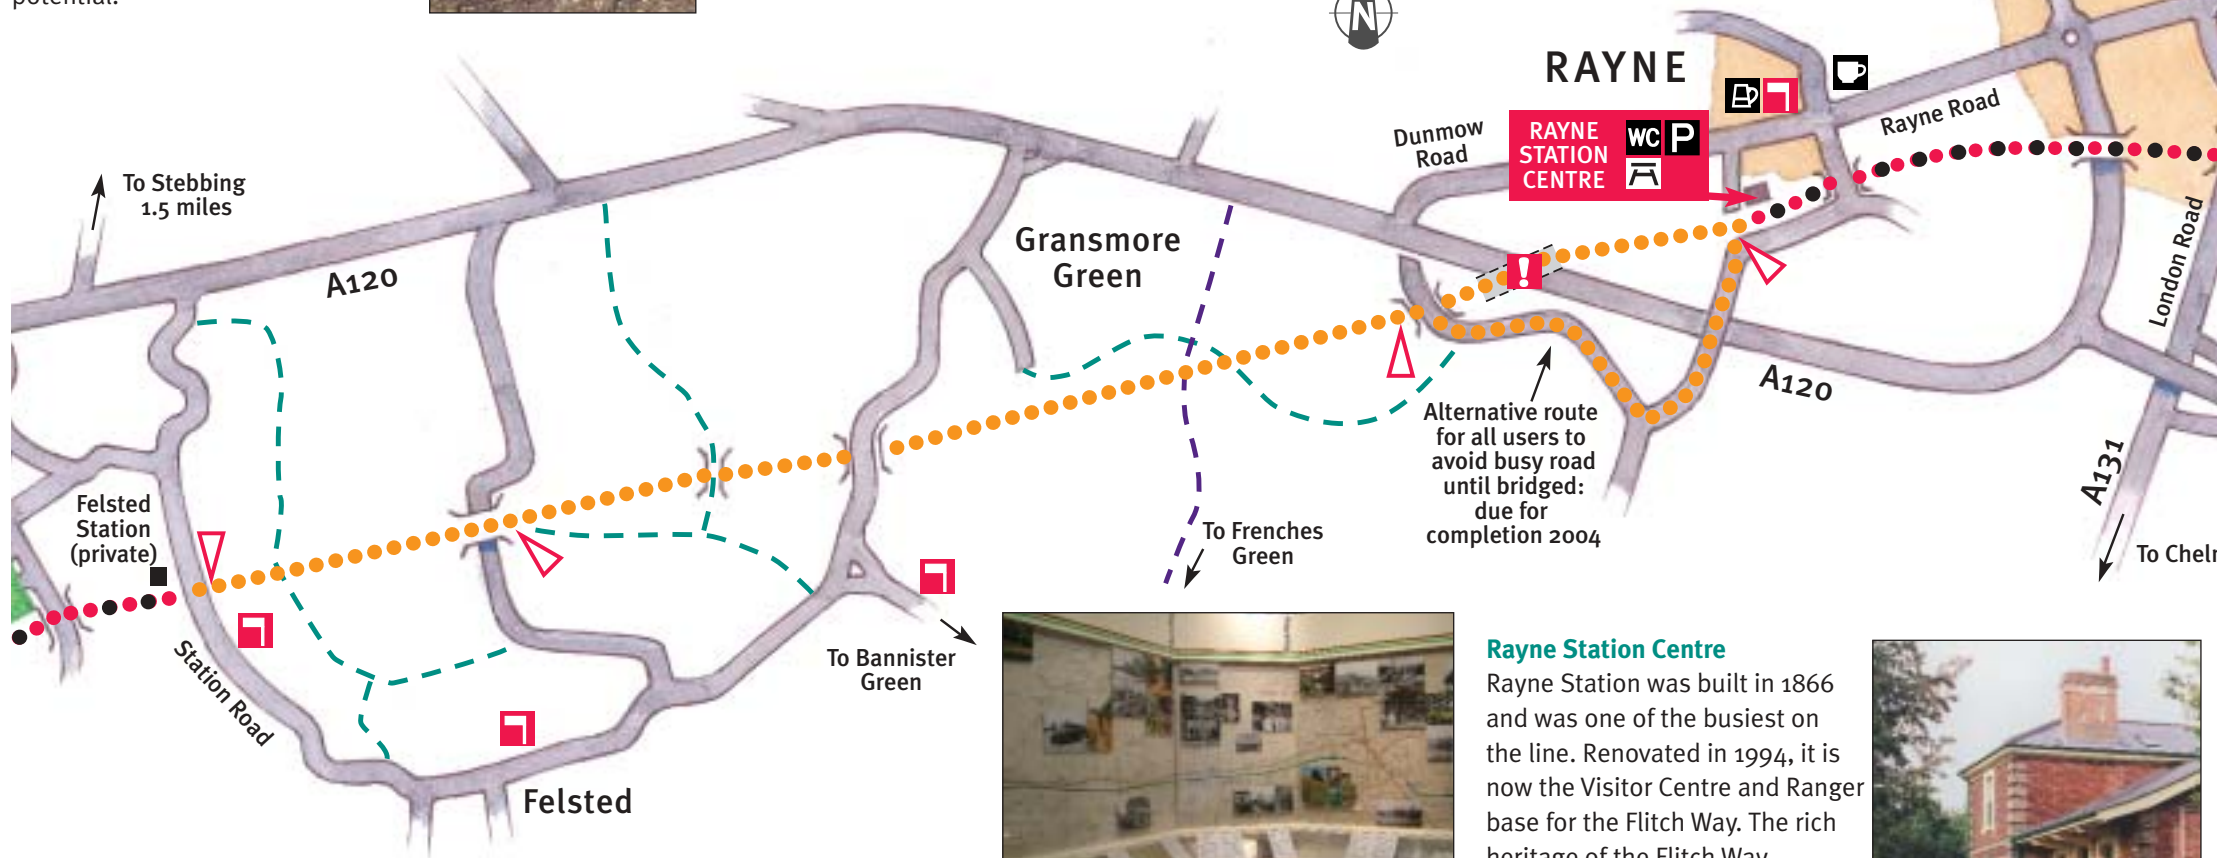 potential.
N
RAYNE
Dunmow
Road
RAYNE
STATION
CENTRE
WC P
Rayne Road
London Road
To Stebbing
1.5 miles
A120
Gransmore
Green
!
A120
A131
Alternative route
for all users to
avoid busy road
until bridged:
due for
completion 2004
Felsted
Station
(private)
To Frenches
Green
To Bannister
Green
Station Road
Felsted
Rayne Station Centre
Rayne Station was built in 1866
and was one of the busiest on
the line. Renovated in 1994, it is
now the Visitor Centre and Ranger
base for the Flitch Way. The rich
heritage of the Flitch Way
To Chelm